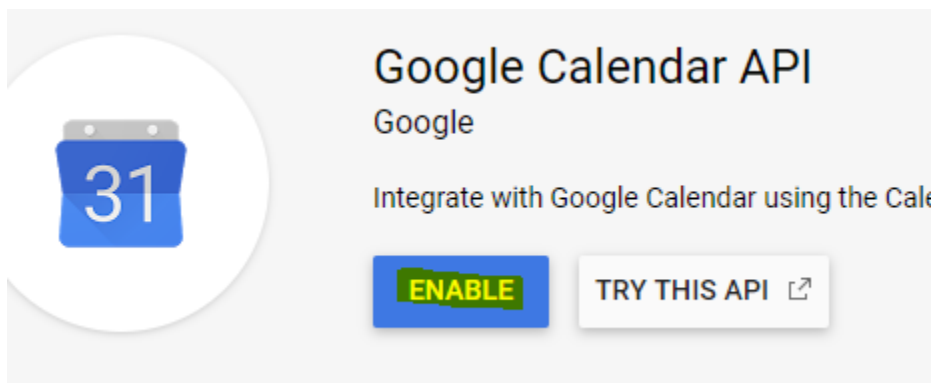 Google Calendar API
Google
31
Integrate with Google Calendar using the Cale
ENABLE
TRY THIS API